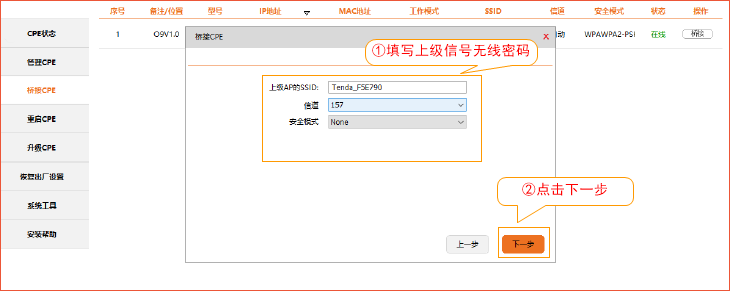 序号 备注/位置 型号 IP地址 MAC地址 工作模式 SSID 信道 安全模式 状态 操作
CPE状态
管理CPE
桥接CPE
重启CPE
升级CPE
恢复出厂设置
系统工具
安装帮助
1 O9V1.0 动 WPAWPA2-PSI 在线 桥接
桥接CPE X
①填写上级信号无线密码
上级AP的SSID: Tenda_F5E790
信道 157
安全模式 None
②点击下一步
上一步 下一步